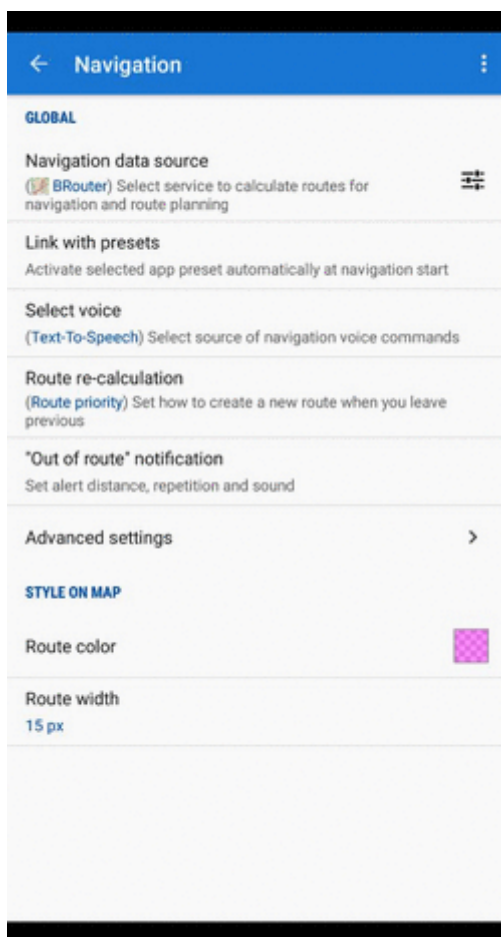 Navigation
GLOBAL
Navigation data source
(BRouter) Select service to calculate routes for
navigation and route planning
Link with presets
Activate selected app preset automatically at navigation start
Select voice
(Text-To-Speech) Select source of navigation voice commands
Route re-calculation
(Route priority) Set how to create a new route when you leave
previous
"Out of route" notification
Set alert distance, repetition and sound
Advanced settings
STYLE ON MAP
Route color
Route width
15 px